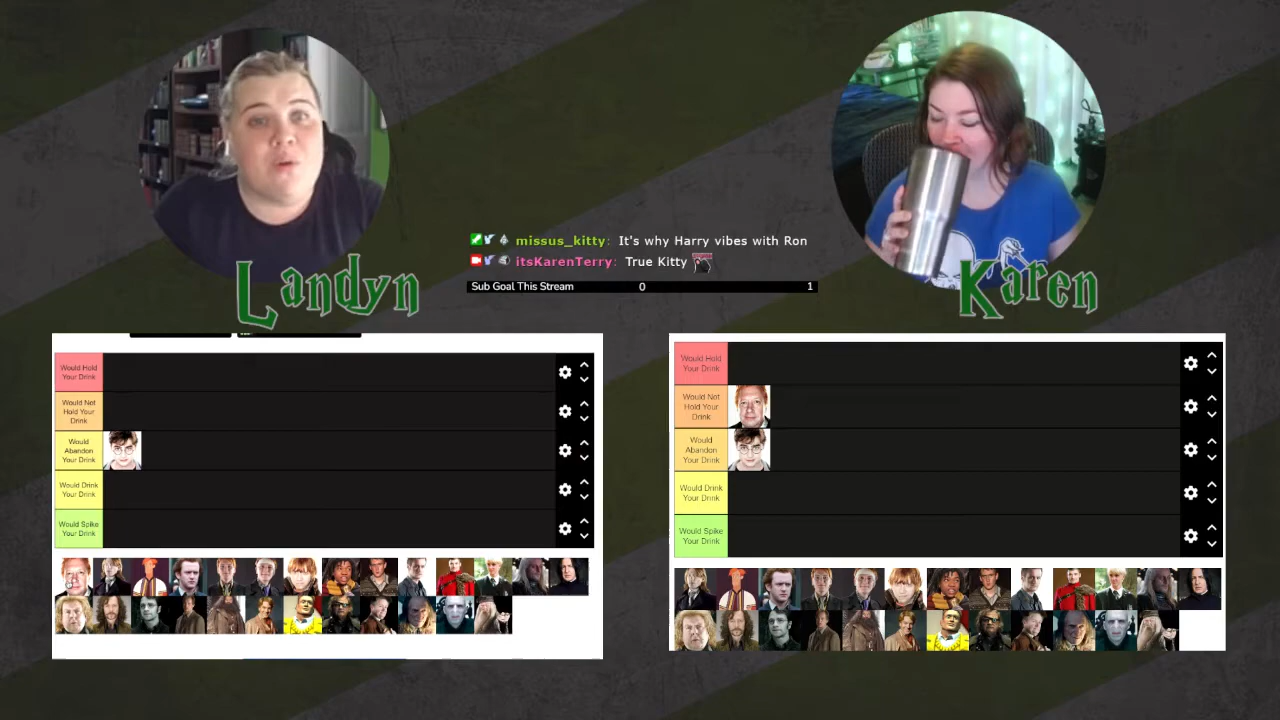 missus_kitty: It's why Harry vibes with Ron
itsKarenTerry: True Kitty
Sub Goal This Stream 0 1
Landyn
Karen
Would Hold
Your Drink
Would Not
Hold Your
Drink
Would
Abandon
Your Drink
Would Drink
Your Drink
Would Spike
Your Drink
Would Hold
Your Drink
Would Not
Hold Your
Drink
Would
Abandon
Your Drink
Would Drink
Your Drink
Would Spike
Your Drink